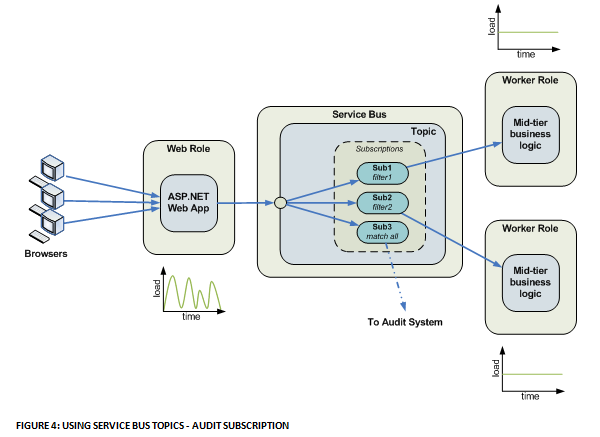 load
time
Worker Role
Mid-tier
business
logic
Service Bus
Topic
Subscriptions
Sub1
filter1
Sub2
filter2
Sub3
match all
Web Role
ASP.NET
Web App
Browsers
load
time
To Audit System
Worker Role
Mid-tier
business
logic
load
time
FIGURE 4: USING SERVICE BUS TOPICS - AUDIT SUBSCRIPTION